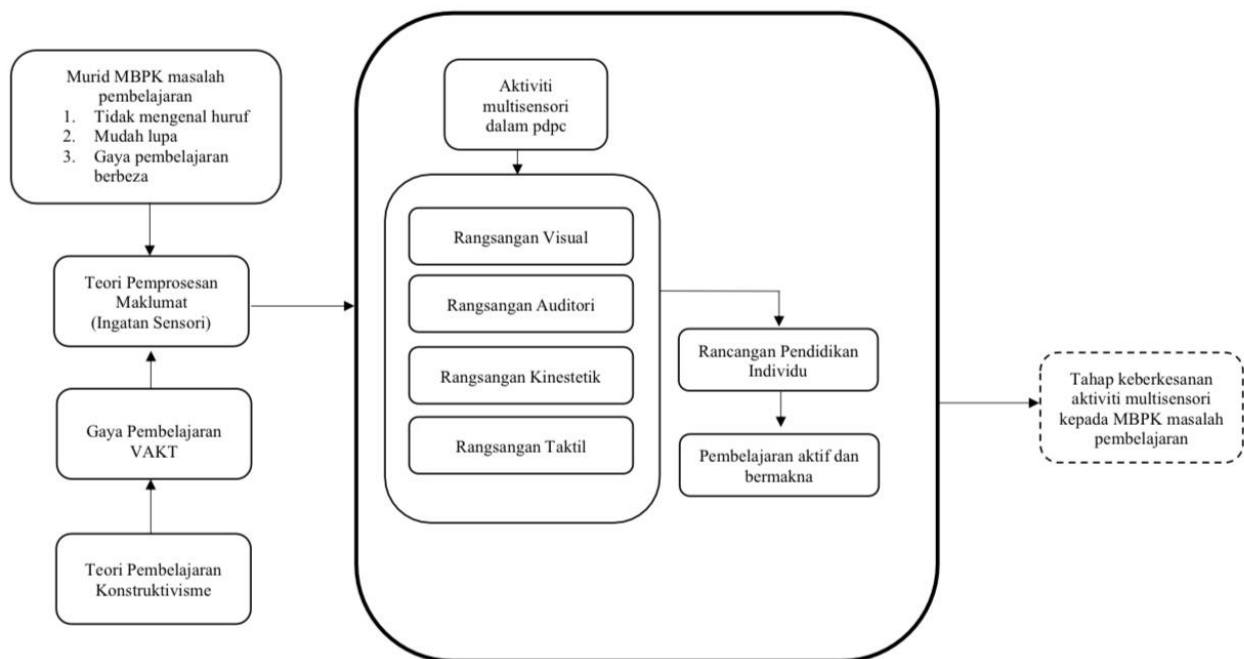 Murid MBPK masalah
pembelajaran
1. Tidak mengenal huruf
2. Mudah lupa
3. Gaya pembelajaran
berbeza
Teori Pemprosesan
Maklumat
(Ingatan Sensori)
Gaya Pembelajaran
VAKT
Teori Pembelajaran
Konstruktivisme
Aktiviti
multisensori
dalam pdpc
Rangsangan Visual
Rangsangan Auditori
Rangsangan Kinestetik
Rangsangan Taktil
Rancangan Pendidikan
Individu
Pembelajaran aktif dan
bermakna
Tahap keberkesanan
aktiviti multisensori
kepada MBPK masalah
pembelajaran